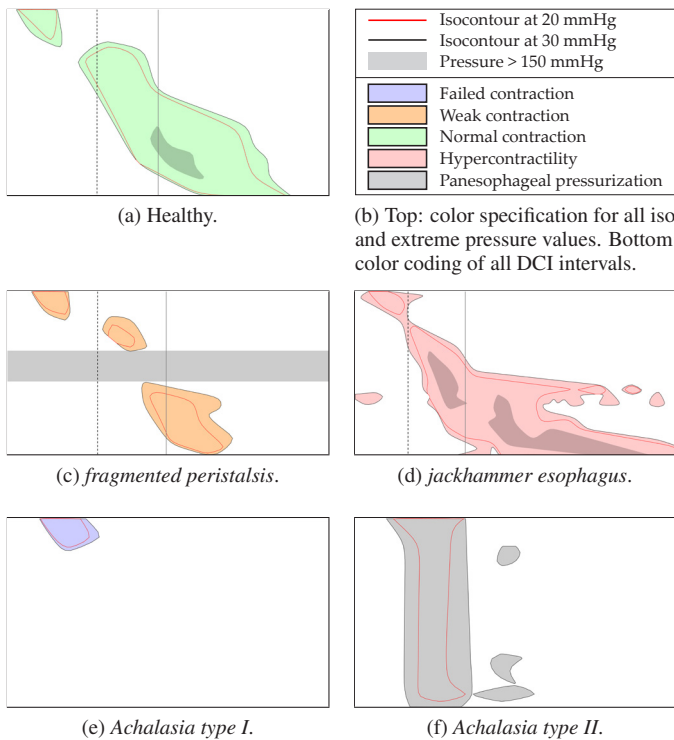 Isocontour at 20 mmHg
Isocontour at 30 mmHg
Pressure > 150 mmHg
Failed contraction
Weak contraction
Normal contraction
Hypercontractility
Panesophageal pressurization
(a) Healthy.
(b) Top: color specification for all iso
and extreme pressure values. Bottom
color coding of all DCI intervals.
(c) fragmented peristalsis.
(d) jackhammer esophagus.
(e) Achalasia type I.
(f) Achalasia type II.